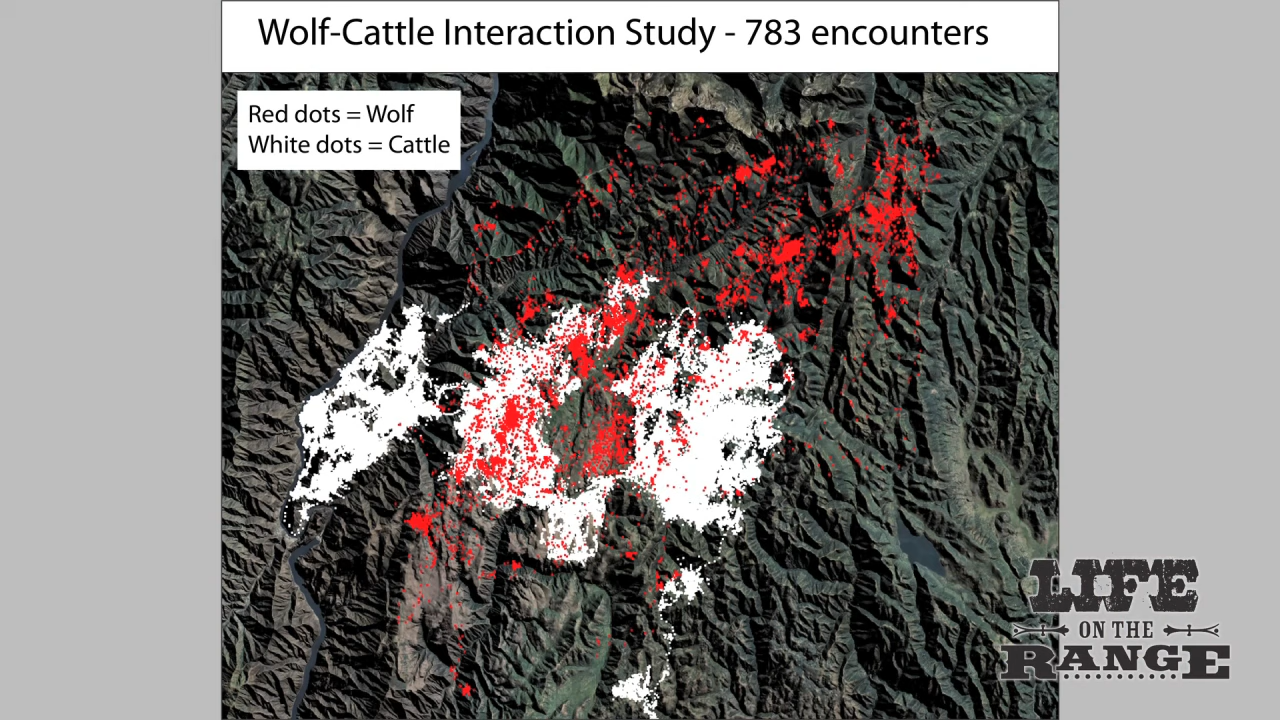 Wolf-Cattle Interaction Study - 783 encounters
Red dots = Wolf
White dots = Cattle
LIFE
ON THE
RANGE